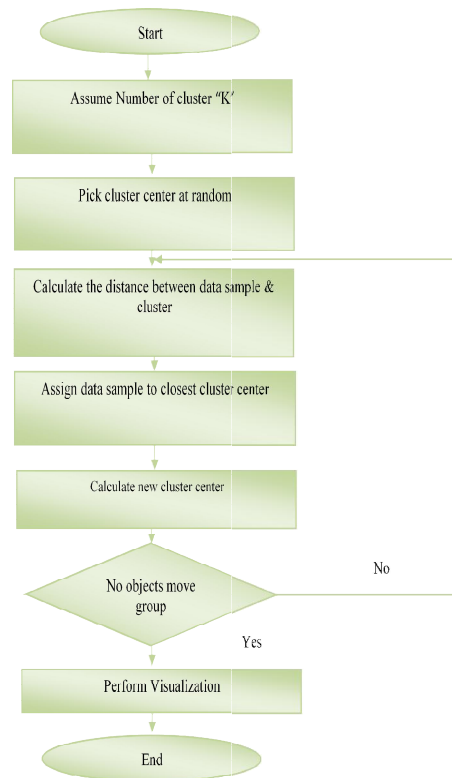 Start
Assume Number of cluster “K’
Pick cluster center at random
Calculate the distance between data sample &
cluster
Assign data sample to closest cluster center
Calculate new cluster center
No objects move
group
No
Yes
Perform Visualization
End